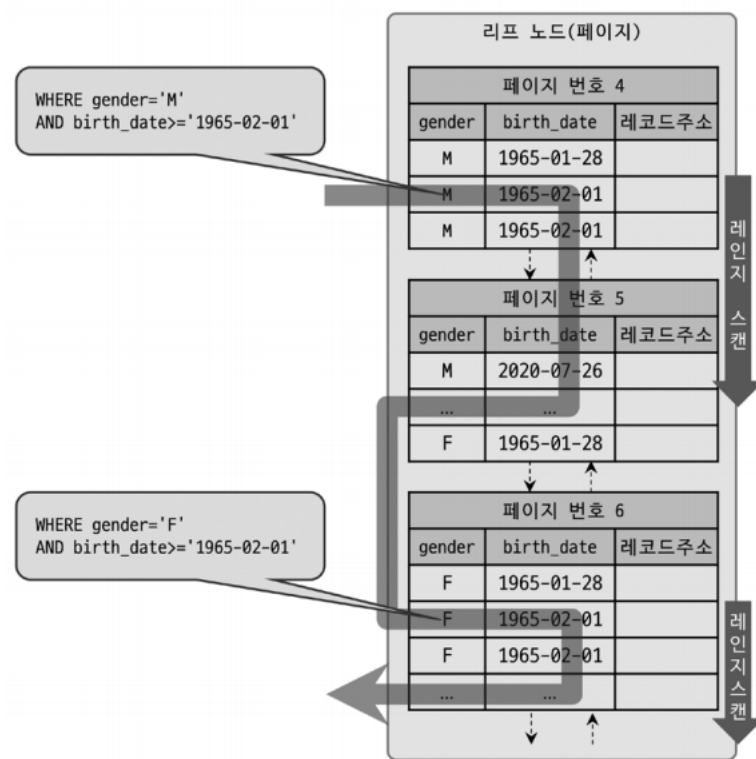 리프 노드(페이지)
WHERE gender='M'
AND birth_date>='1965-02-01'
페이지 번호 4
gender birth_date 레코드주소
M 1965-01-28
M 1965-02-01
M 1965-02-01
레인지 스캔
페이지 번호 5
gender birth_date 레코드주소
M 2020-07-26
... ...
F 1965-01-28
WHERE gender='F'
AND birth_date>='1965-02-01'
페이지 번호 6
gender birth_date 레코드주소
F 1965-01-28
F 1965-02-01
F 1965-02-01
... ...
레인지스캔